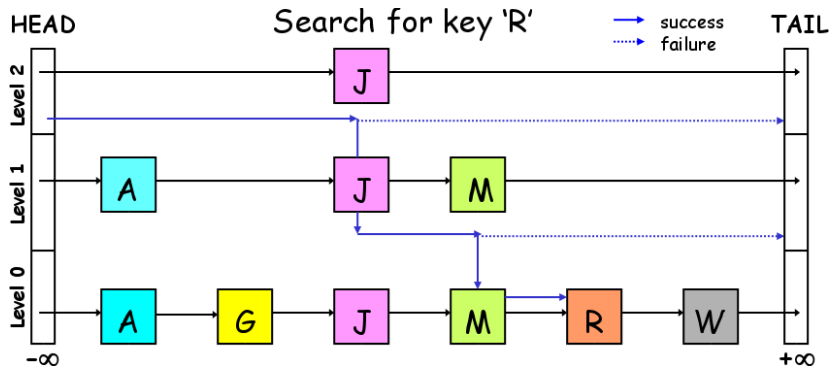 HEAD
Search for key ‘R’
success
failure
TAIL
Level 2
J
Level 1
A
J
M
Level 0
A
G
J
M
R
W
-∞
+∞